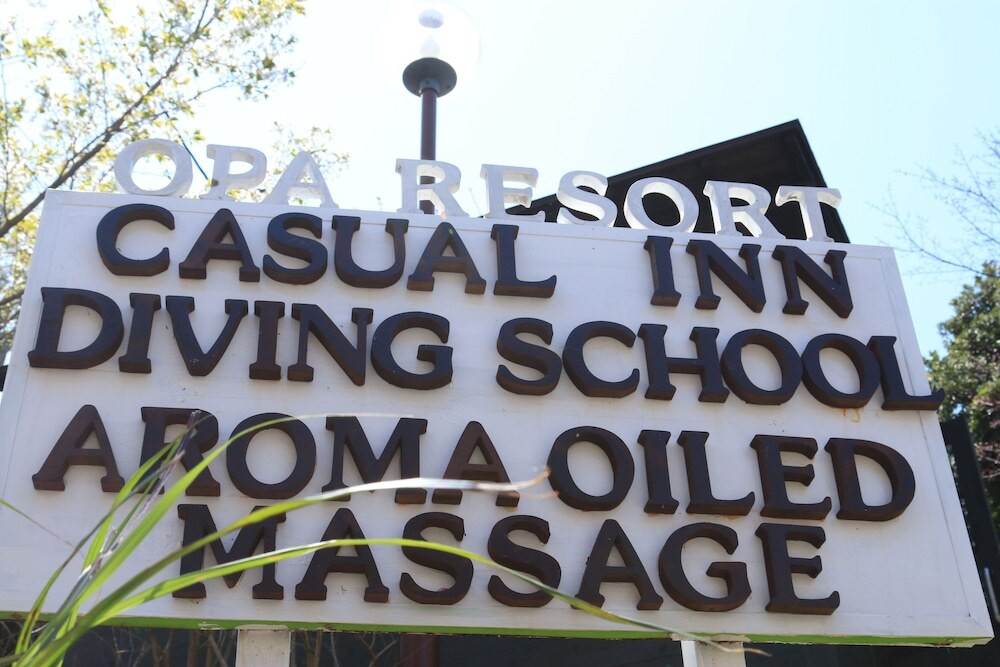 OPA RESORT
CASUAL INN
DIVING SCHOOL
AROMA OILED
MASSAGE